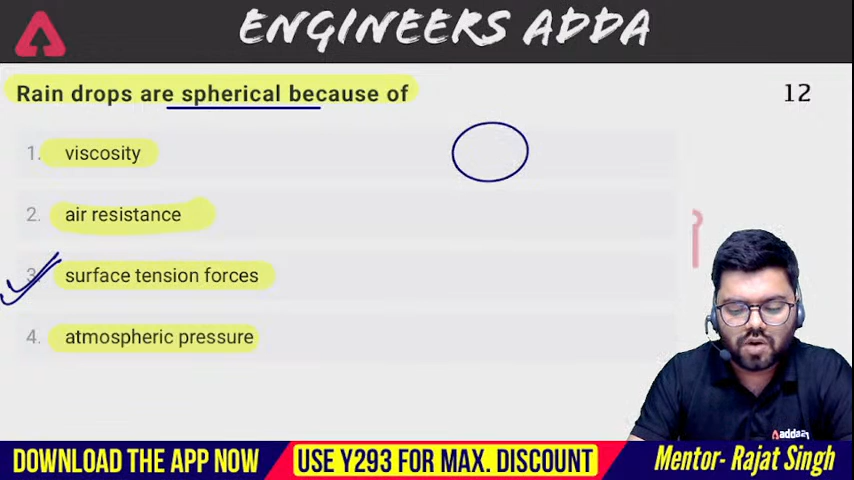 ENGINEERS ADDA
Rain drops are spherical because of
12
1. viscosity
2. air resistance
3. surface tension forces
4. atmospheric pressure
DOWNLOAD THE APP NOW
USE Y293 FOR MAX. DISCOUNT
Mentor- Rajat Singh